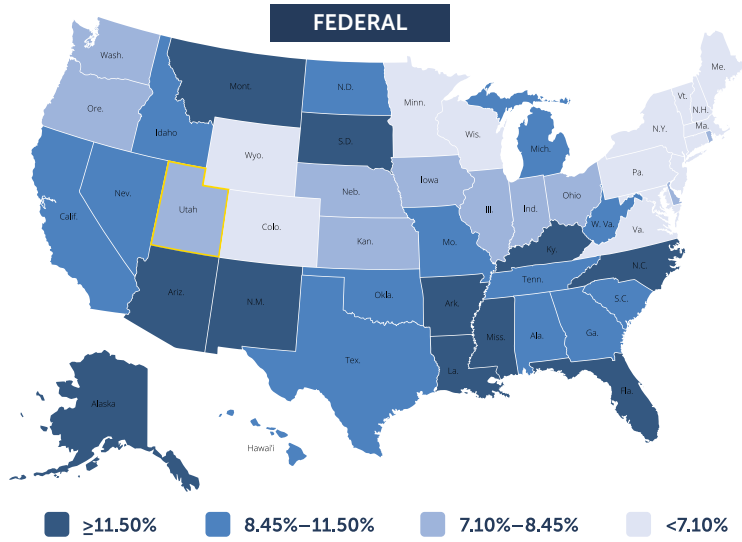 FEDERAL
Wash.
Mont.
N.D.
Minn.
Me.
Vt.
N.H.
Ore.
Idaho
S.D.
Wis.
Mich.
N.Y.
Ma.
Wyo.
Iowa
Pa.
Neb.
Ill.
Ind.
Ohio
Nev.
Utah
Colo.
Calif.
Kan.
Mo.
Ky.
W. Va.
Va.
Ariz.
N.M.
Okla.
Ark.
Tenn.
N.C.
S.C.
Tex.
La.
Miss.
Ala.
Ga.
Fla.
Alaska
Hawai'i
≥11.50%
8.45%–11.50%
7.10%–8.45%
<7.10%